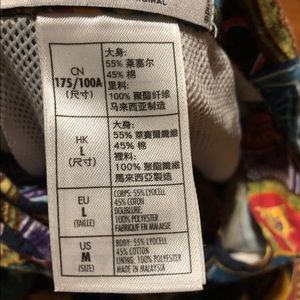 ORIGINAL
CN
175/100A
(尺寸)
大身:
55% 莱塞尔
45% 棉
里料:
100% 聚酯纤维
马来西亚制造
HK
L
(尺寸)
大身:
55% 萊賽爾纖維
45% 棉
裡料:
100% 聚酯纖維
馬來西亞製造
EU
L
(TAILLE)
CORPS: 55% LYOCELL
45% COTON
DOUBLURE:
100% POLYESTER
FABRIQUÉ EN MALAISIE
US
M
(SIZE)
BODY: 55% LYOCELL
45% COTTON
LINING: 100% POLYESTER
MADE IN MALAYSIA